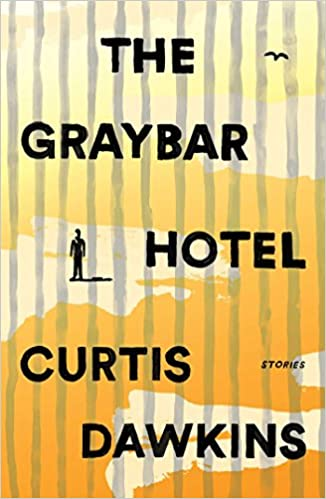 THE
GRAYBAR
HOTEL
CURTIS
STORIES
DAWKINS